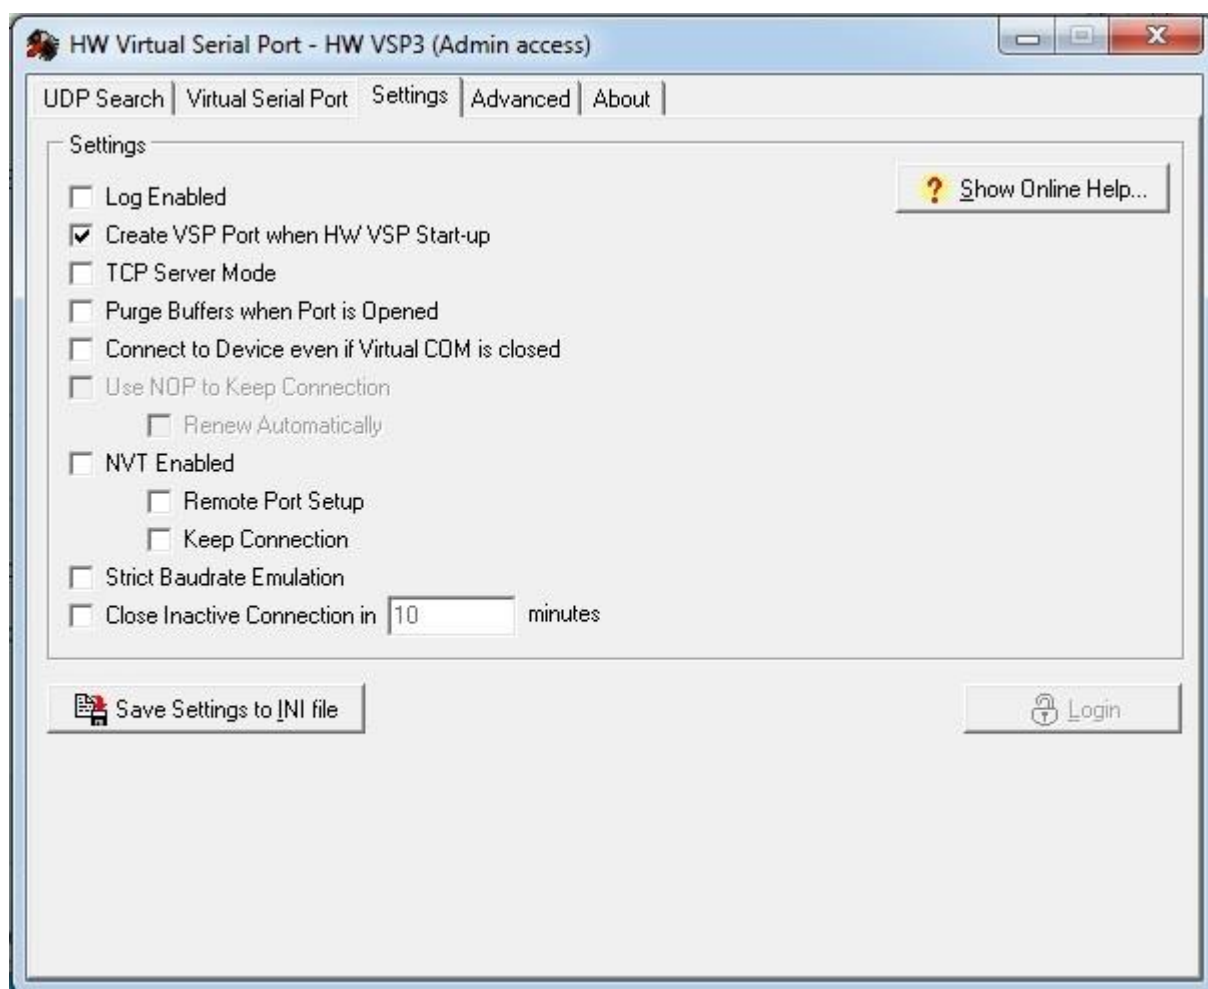 HW Virtual Serial Port - HW VSP3 (Admin access)
UDP Search Virtual Serial Port Settings Advanced About
Settings
Show Online Help...
Log Enabled
Create VSP Port when HW VSP Start-up
TCP Server Mode
Purge Buffers when Port is Opened
Connect to Device even if Virtual COM is closed
Use NOP to Keep Connection
Renew Automatically
NVT Enabled
Remote Port Setup
Keep Connection
Strict Baudrate Emulation
Close Inactive Connection in 10 minutes
Save Settings to INI file Login